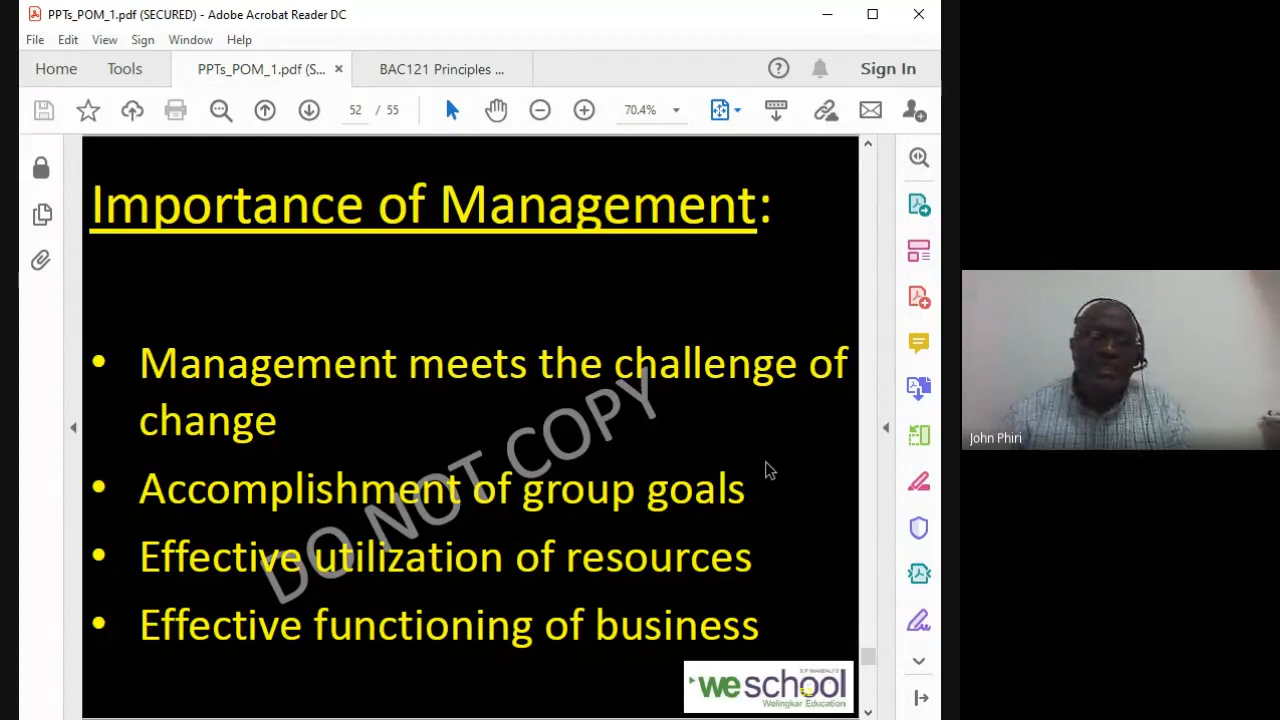 PPTs_POM_1.pdf (SECURED) - Adobe Acrobat Reader DC
File Edit View Sign Window Help
Home Tools PPTs_POM_1.pdf (S... × BAC121 Principles ... Sign In
52 / 55 70.4%
Importance of Management:
• Management meets the challenge of
change
• Accomplishment of group goals
• Effective utilization of resources
• Effective functioning of business
DO NOT COPY
John Phiri
we school
Welingkar Education